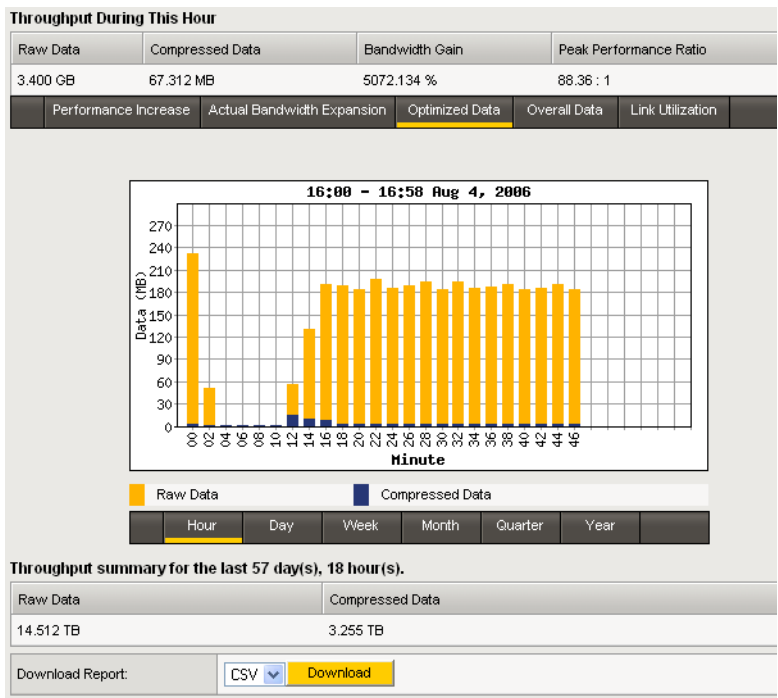 Throughput During This Hour
Raw Data Compressed Data Bandwidth Gain Peak Performance Ratio
3.400 GB 67.312 MB 5072.134 % 88.36 : 1
Performance Increase Actual Bandwidth Expansion Optimized Data Overall Data Link Utilization
16:00 - 16:58 Aug 4, 2006
Data (MB)
270
240
210
180
150
120
90
60
30
0
00 02 04 06 08 10 12 14 16 18 20 22 24 26 28 30 32 34 36 38 40 42 44 46
Minute
Raw Data Compressed Data
Hour Day Week Month Quarter Year
Throughput summary for the last 57 day(s), 18 hour(s).
Raw Data Compressed Data
14.512 TB 3.255 TB
Download Report: CSV Download